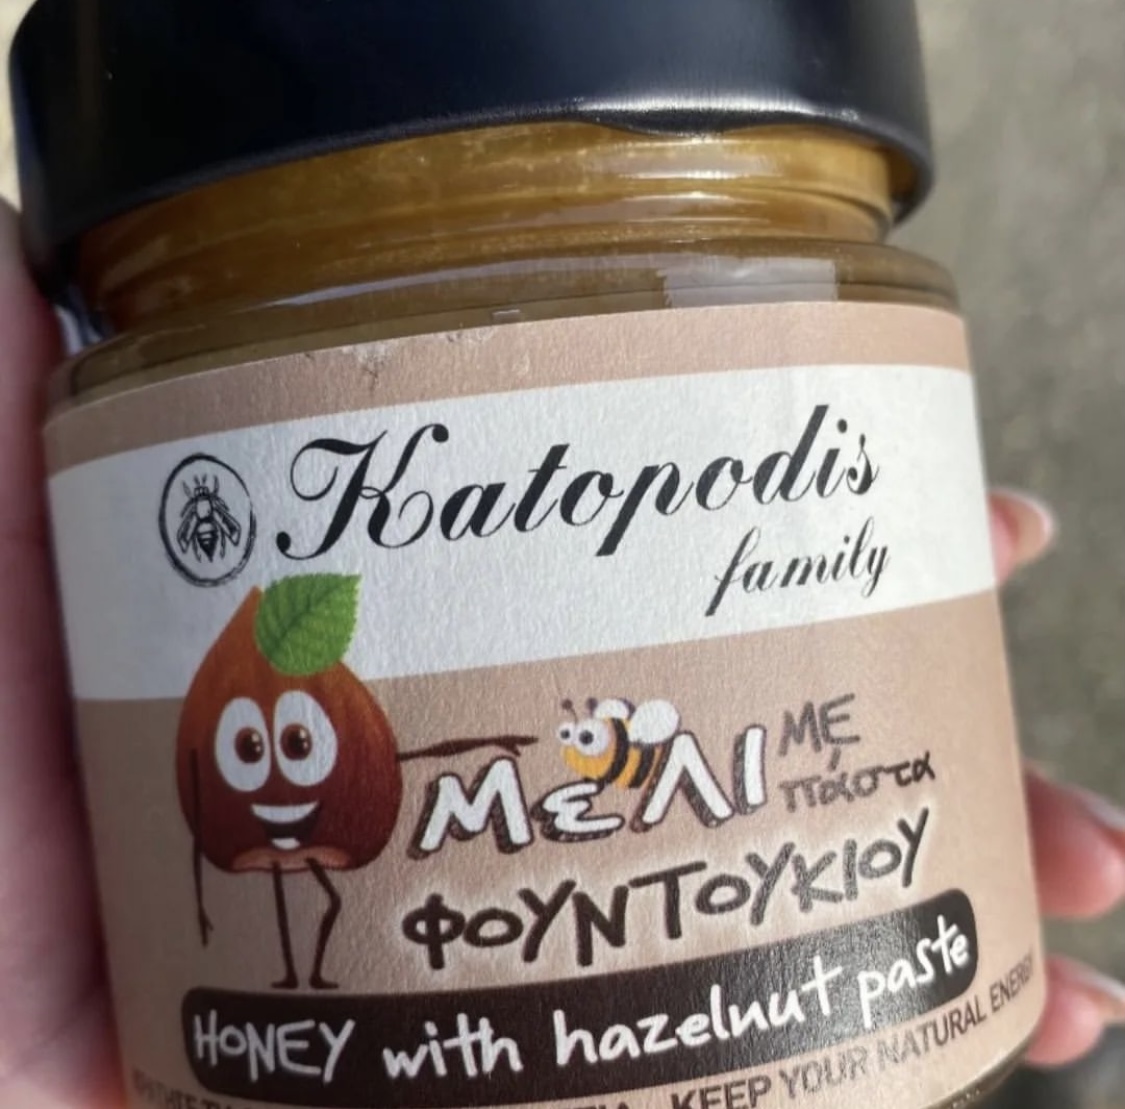 Katopodis
family
Μελι με
πάστα
ΦΟΥΝΤΟΥΚΙΟΥ
HONEY with hazelnut paste
KEEP YOUR NATURAL ENERGY